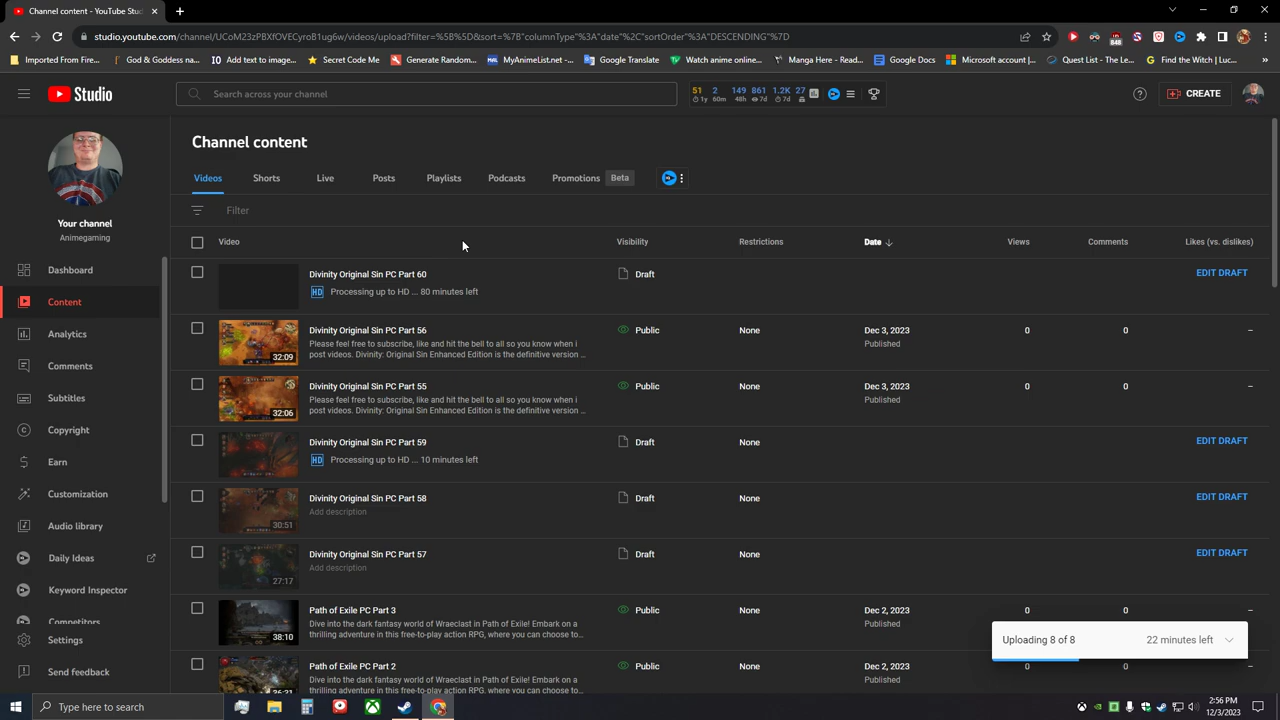 Channel content - YouTube Stud
studio.youtube.com/channel/UCoM23zPBXfOVECyroB1ug6w/videos/upload?filter=%5B%5D&sort=%7B"columnType"%3A"date"%2C"sortOrder"%3A"DESCENDING"%7D
Imported From Fire...
God & Goddess na...
Add text to image...
Secret Code Me
Generate Random...
MyAnimeList.net -...
Google Translate
Watch anime online...
Manga Here - Read...
Google Docs
Microsoft account |...
Quest List - The Le...
Find the Witch | Luc...
Studio
Search across your channel
51 2 149 861 1.2K 27
1y 60m 48h 7d 7d
CREATE
Channel content
Videos
Shorts
Live
Posts
Playlists
Podcasts
Promotions
Beta
Your channel
Animegaming
Filter
Video
Visibility
Restrictions
Date
Views
Comments
Likes (vs. dislikes)
Dashboard
Content
Analytics
Comments
Subtitles
Copyright
Earn
Customization
Audio library
Daily Ideas
Keyword Inspector
Competitors
Settings
Send feedback
Divinity Original Sin PC Part 60
HD Processing up to HD ... 80 minutes left
Draft
EDIT DRAFT
32:09
Divinity Original Sin PC Part 56
Please feel free to subscribe, like and hit the bell to all so you know when i
post videos. Divinity: Original Sin Enhanced Edition is the definitive version ...
Public
None
Dec 3, 2023
Published
0
0
–
32:06
Divinity Original Sin PC Part 55
Please feel free to subscribe, like and hit the bell to all so you know when i
post videos. Divinity: Original Sin Enhanced Edition is the definitive version ...
Public
None
Dec 3, 2023
Published
0
0
–
Divinity Original Sin PC Part 59
HD Processing up to HD ... 10 minutes left
Draft
None
EDIT DRAFT
30:51
Divinity Original Sin PC Part 58
Add description
Draft
None
EDIT DRAFT
27:17
Divinity Original Sin PC Part 57
Add description
Draft
None
EDIT DRAFT
38:10
Path of Exile PC Part 3
Dive into the dark fantasy world of Wraeclast in Path of Exile! Embark on a
thrilling adventure in this free-to-play action RPG, where you can choose to...
Public
None
Dec 2, 2023
Published
0
0
–
Path of Exile PC Part 2
Dive into the dark fantasy world of Wraeclast in Path of Exile! Embark on a
thrilling adventure in this free-to-play action RPG, where you can choose to...
Public
None
Dec 2, 2023
Published
0
0
–
Uploading 8 of 8
22 minutes left
Type here to search
2:56 PM
12/3/2023